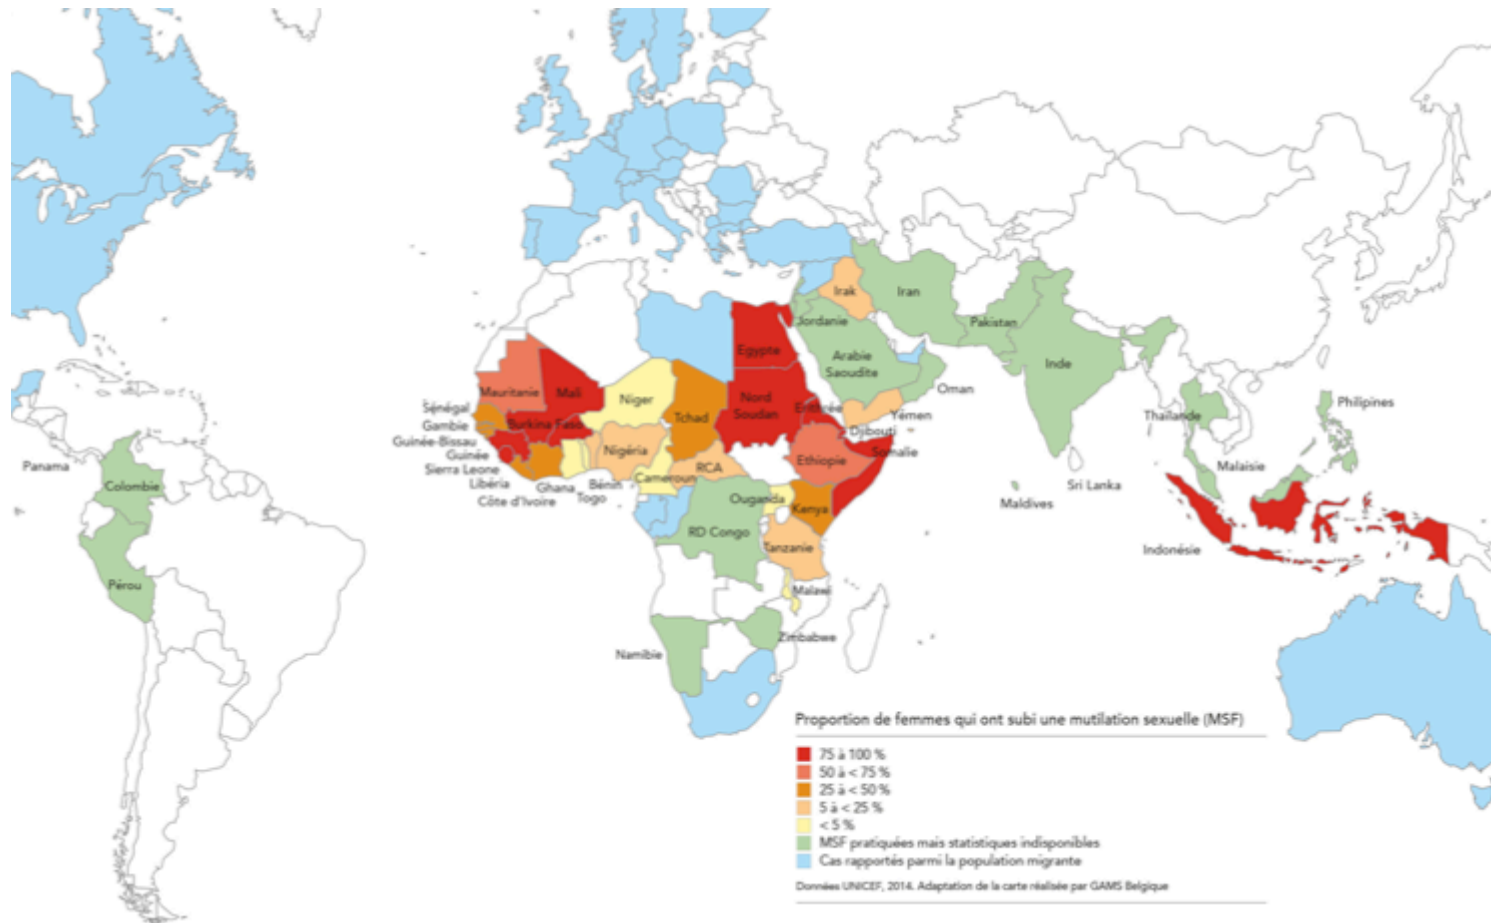 Irak
Iran
Jordanie
Pakistan
Egypte
Arabie
Saoudite
Inde
Oman
Mauritanie
Mali
Niger
Tchad
Nord
Soudan
Erithrée
Yémen
Djibouti
Somalie
Sénégal
Gambie
Burkina Faso
Guinée-Bissau
Guinée
Nigéria
Ethiopie
Sierra Leone
Libéria
Côte d'Ivoire
Ghana
Togo
Bénin
Cameroun
RCA
Ouganda
Kenya
RD Congo
Tanzanie
Malawi
Zimbabwe
Namibie
Panama
Colombie
Pérou
Philipines
Thaïlande
Malaisie
Sri Lanka
Maldives
Indonésie
Proportion de femmes qui ont subi une mutilation sexuelle (MSF)
75 à 100 %
50 à < 75 %
25 à < 50 %
5 à < 25 %
< 5 %
MSF pratiquées mais statistiques indisponibles
Cas rapportés parmi la population migrante
Données UNICEF, 2014. Adaptation de la carte réalisée par GAMS Belgique